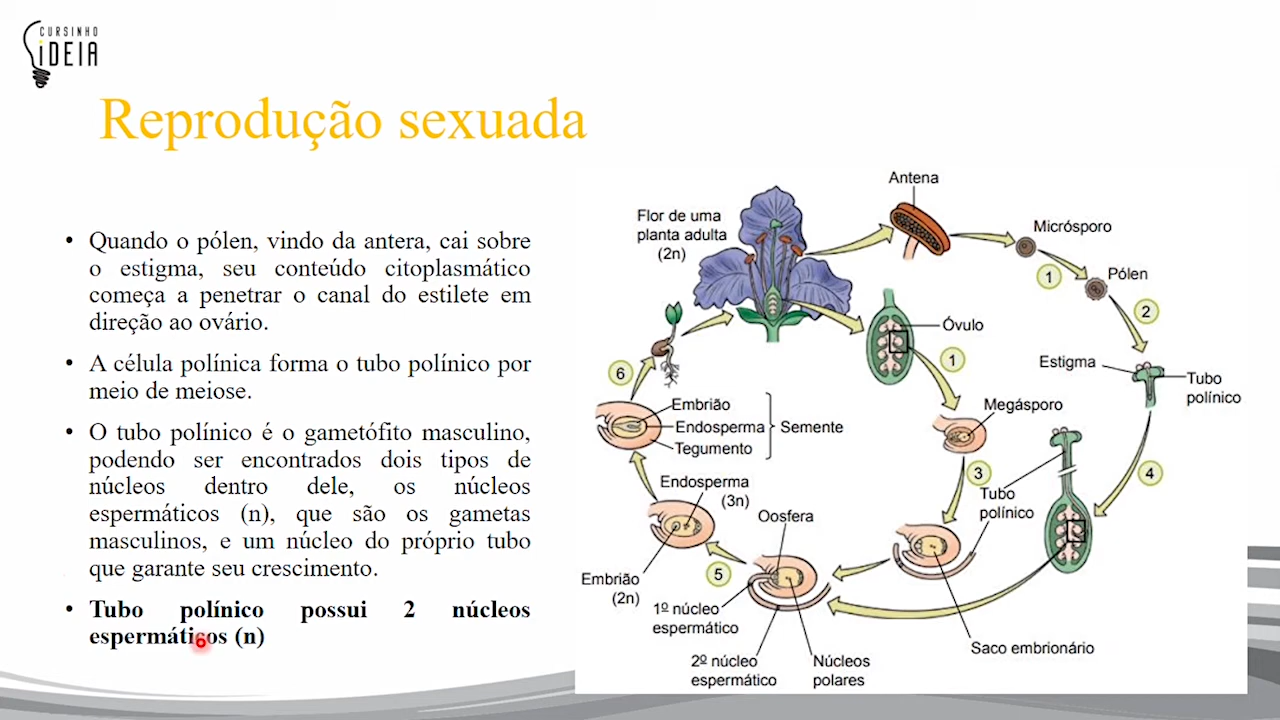 CURSINHO
iDEIA
Reprodução sexuada
• Quando o pólen, vindo da antera, cai sobre
o estigma, seu conteúdo citoplasmático
começa a penetrar o canal do estilete em
direção ao ovário.
• A célula polínica forma o tubo polínico por
meio de meiose.
• O tubo polínico é o gametófito masculino,
podendo ser encontrados dois tipos de
núcleos dentro dele, os núcleos
espermáticos (n), que são os gametas
masculinos, e um núcleo do próprio tubo
que garante seu crescimento.
• Tubo polínico possui 2 núcleos
espermáticos (n)
Antena
Flor de uma
planta adulta
(2n)
Micrósporo
1
Pólen
2
Óvulo
1
Estigma
Tubo
polínico
6
Megásporo
Embrião
Endosperma
Tegumento
Semente
3
4
Tubo
polínico
Endosperma
(3n)
Oosfera
5
Embrião
(2n)
1º núcleo
espermático
Saco embrionário
2º núcleo
espermático
Núcleos
polares